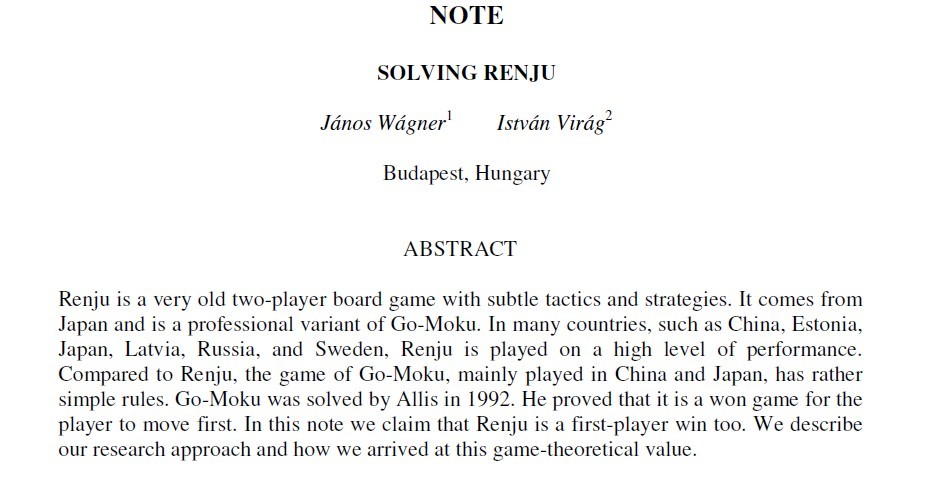 NOTE
SOLVING RENJU
János Wágner¹ István Virág²
Budapest, Hungary
ABSTRACT
Renju is a very old two-player board game with subtle tactics and strategies. It comes from
Japan and is a professional variant of Go-Moku. In many countries, such as China, Estonia,
Japan, Latvia, Russia, and Sweden, Renju is played on a high level of performance.
Compared to Renju, the game of Go-Moku, mainly played in China and Japan, has rather
simple rules. Go-Moku was solved by Allis in 1992. He proved that it is a won game for the
player to move first. In this note we claim that Renju is a first-player win too. We describe
our research approach and how we arrived at this game-theoretical value.